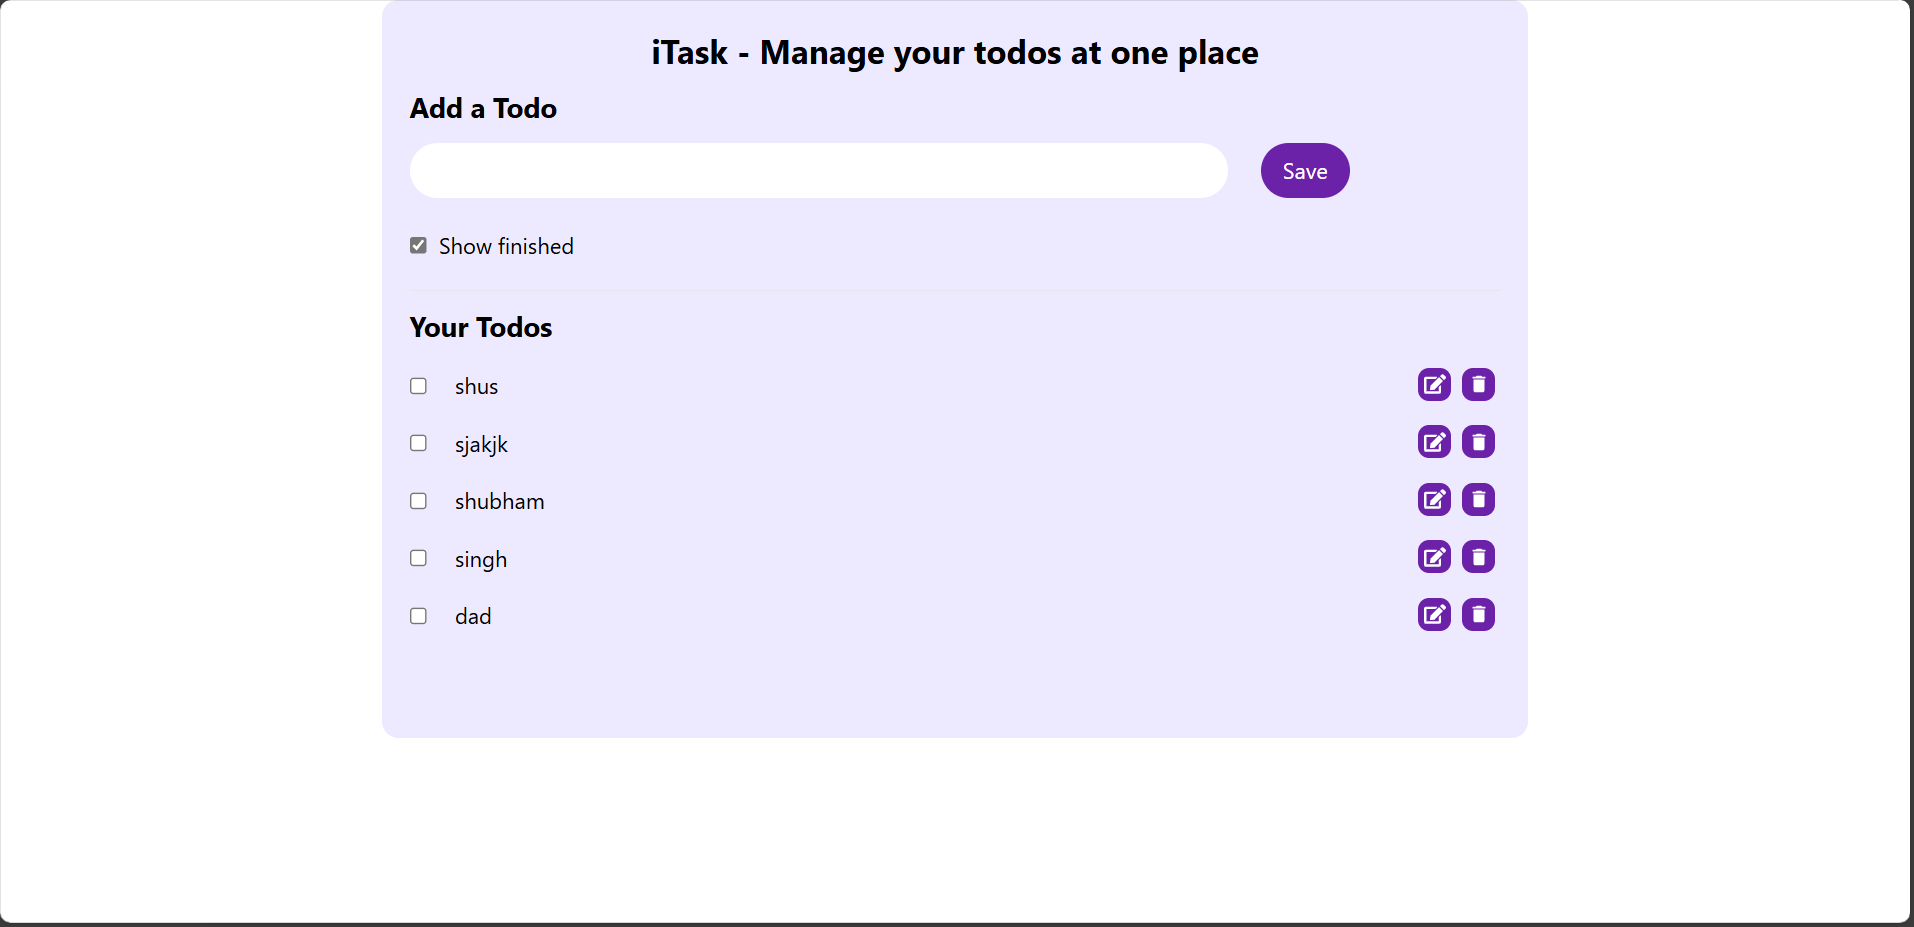 iTask - Manage your todos at one place
Add a Todo
Save
Show finished
Your Todos
shus
sjakjk
shubham
singh
dad